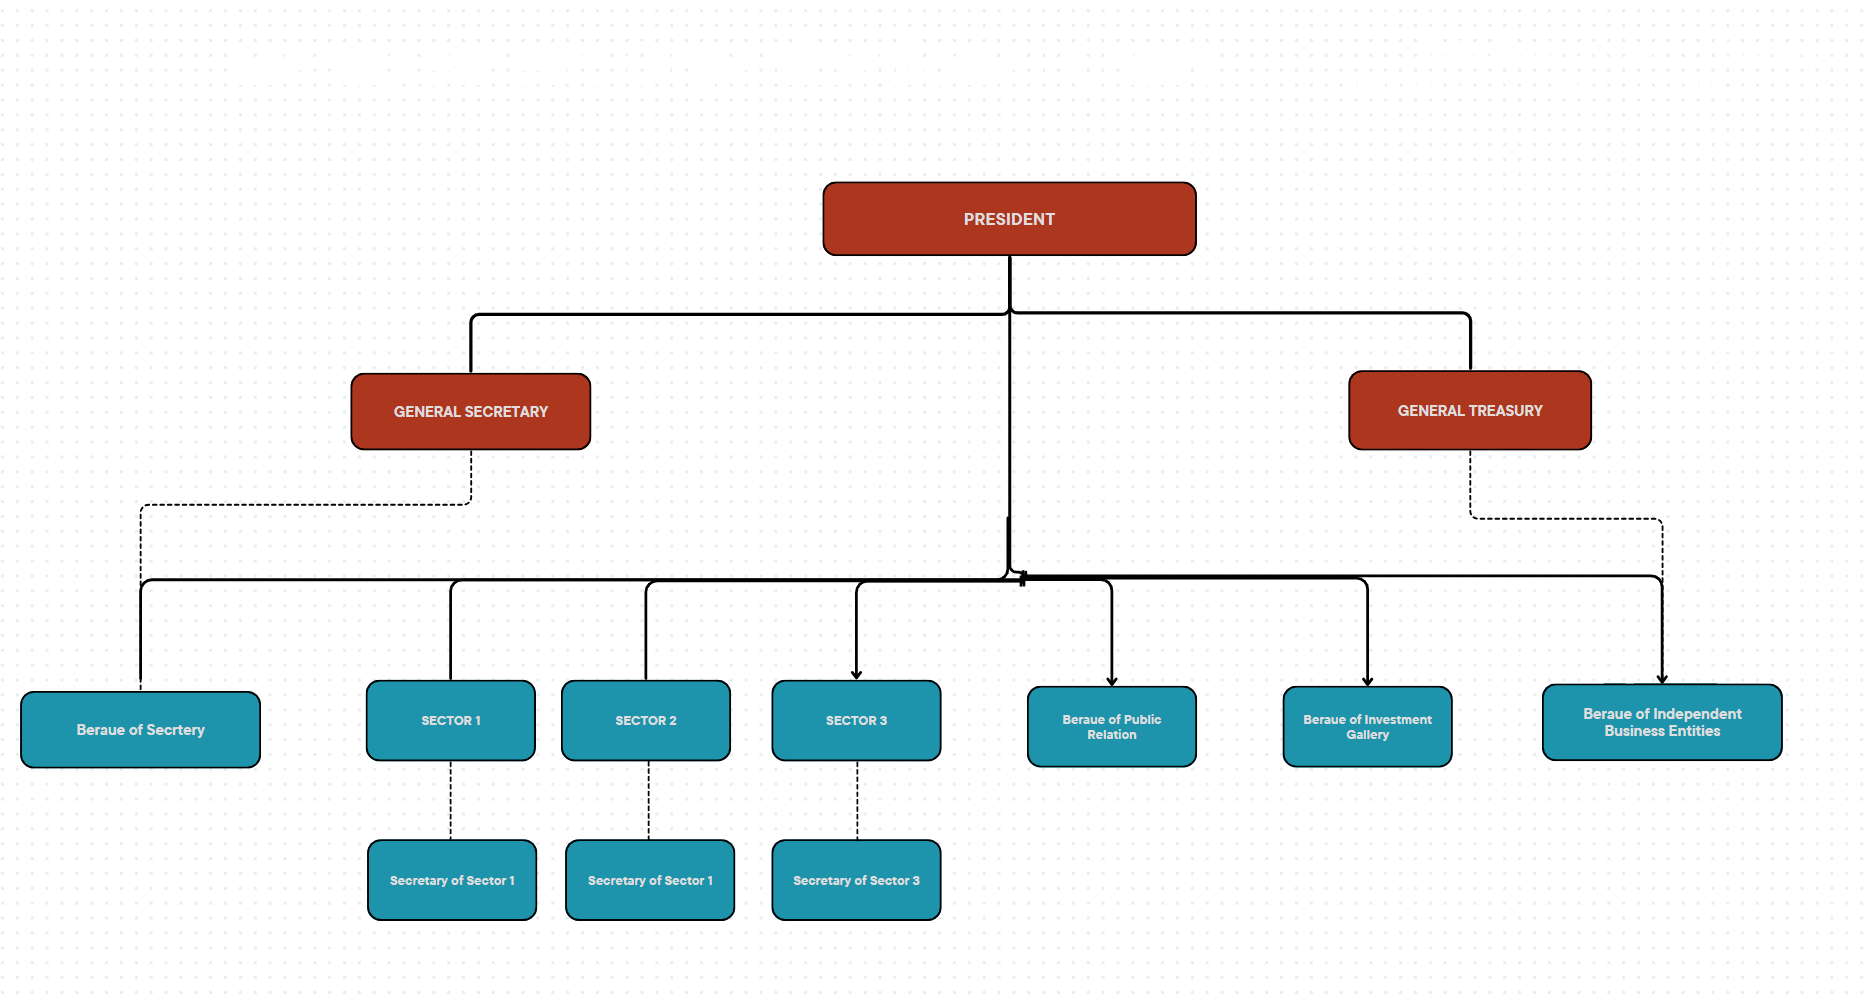 PRESIDENT
GENERAL SECRETARY
GENERAL TREASURY
Beraue of Secrtery
SECTOR 1
SECTOR 2
SECTOR 3
Beraue of Public
Relation
Beraue of Investment
Gallery
Beraue of Independent
Business Entities
Secretary of Sector 1
Secretary of Sector 1
Secretary of Sector 3